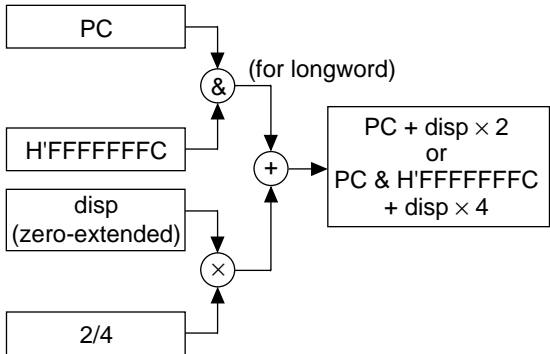 PC
&
(for longword)
H'FFFFFFFC
+
PC + disp × 2
or
PC & H'FFFFFFFC
+ disp × 4
disp
(zero-extended)
×
2/4